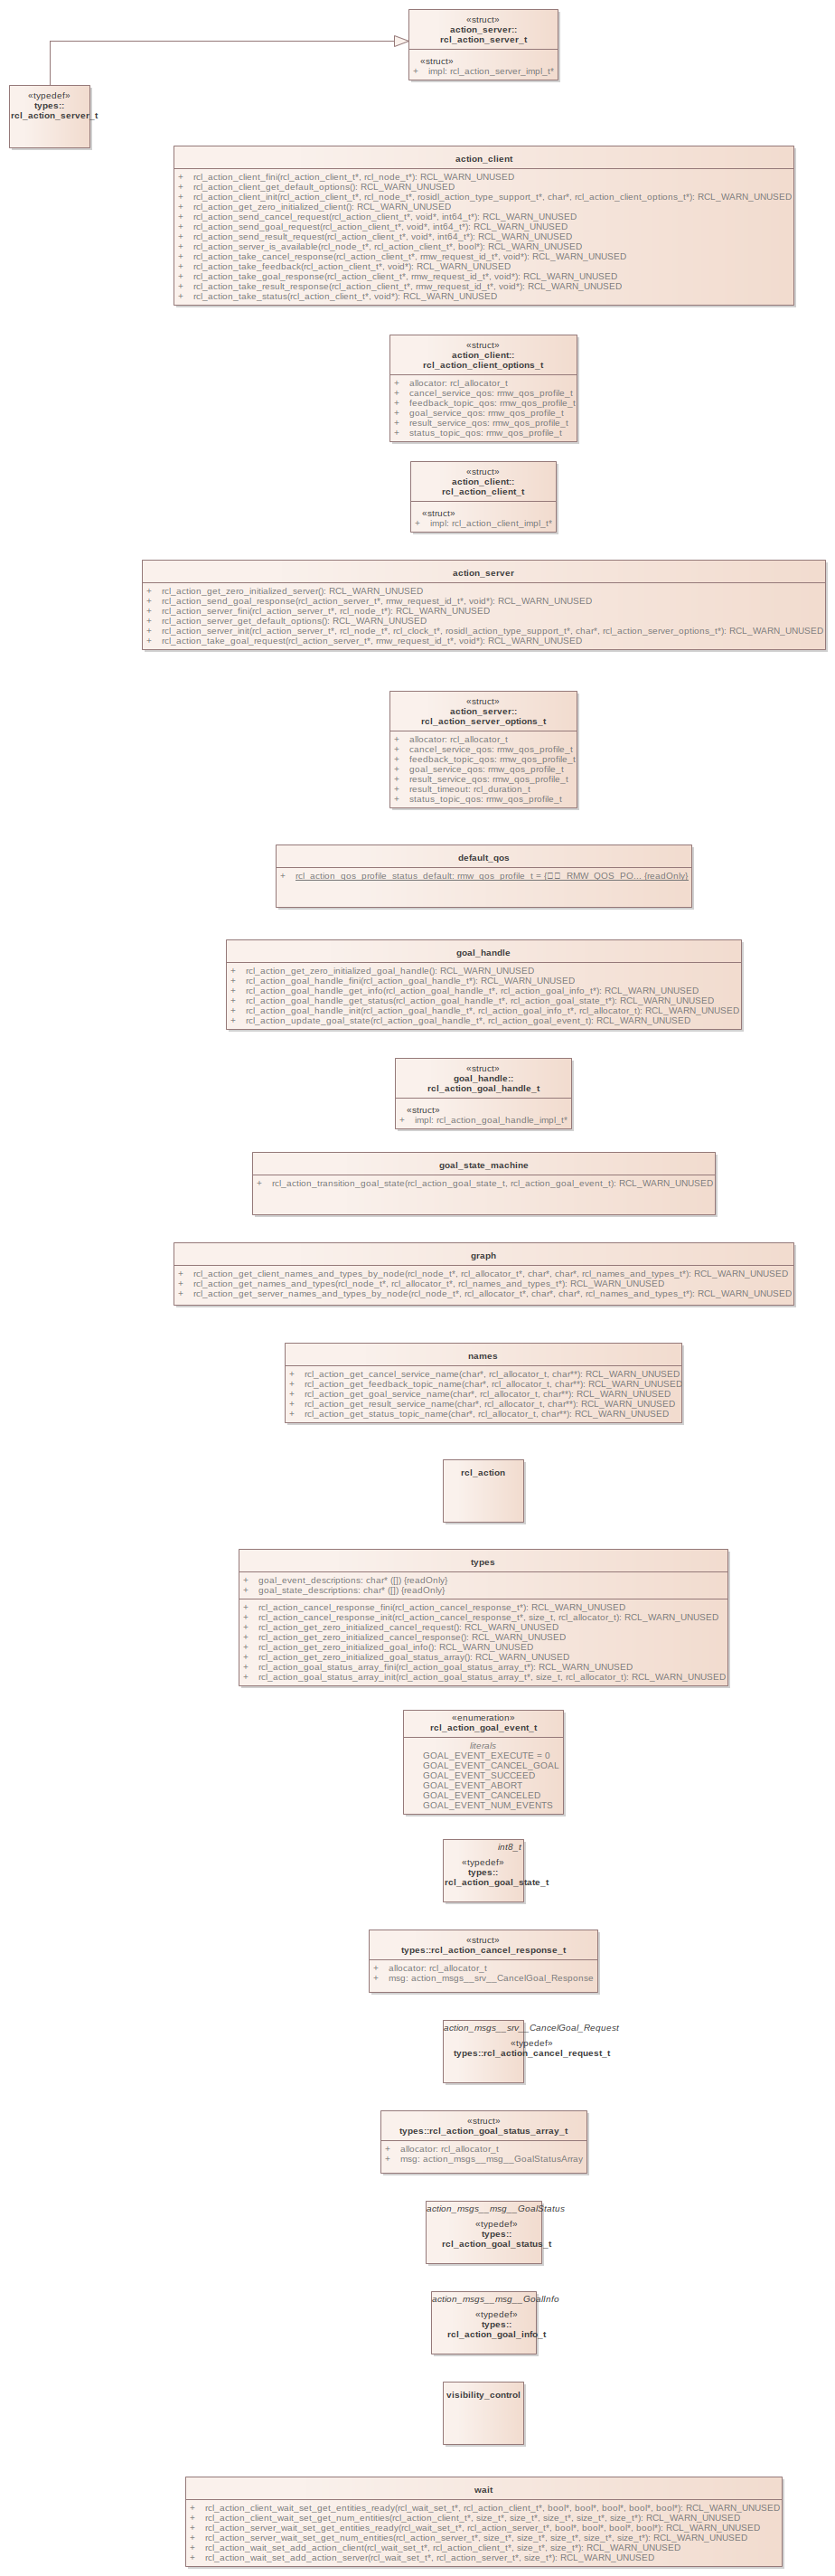 «struct»
action_server::
rcl_action_server_t
«struct»
+ impl: rcl_action_server_impl_t*
«typedef»
types::
rcl_action_server_t
action_client
+ rcl_action_client_fini(rcl_action_client_t*, rcl_node_t*): RCL_WARN_UNUSED
+ rcl_action_client_get_default_options(): RCL_WARN_UNUSED
+ rcl_action_client_init(rcl_action_client_t*, rcl_node_t*, rosidl_action_type_support_t*, char*, rcl_action_client_options_t*): RCL_WARN_UNUSED
+ rcl_action_get_zero_initialized_client(): RCL_WARN_UNUSED
+ rcl_action_send_cancel_request(rcl_action_client_t*, void*, int64_t*): RCL_WARN_UNUSED
+ rcl_action_send_goal_request(rcl_action_client_t*, void*, int64_t*): RCL_WARN_UNUSED
+ rcl_action_send_result_request(rcl_action_client_t*, void*, int64_t*): RCL_WARN_UNUSED
+ rcl_action_server_is_available(rcl_node_t*, rcl_action_client_t*, bool*): RCL_WARN_UNUSED
+ rcl_action_take_cancel_response(rcl_action_client_t*, rmw_request_id_t*, void*): RCL_WARN_UNUSED
+ rcl_action_take_feedback(rcl_action_client_t*, void*): RCL_WARN_UNUSED
+ rcl_action_take_goal_response(rcl_action_client_t*, rmw_request_id_t*, void*): RCL_WARN_UNUSED
+ rcl_action_take_result_response(rcl_action_client_t*, rmw_request_id_t*, void*): RCL_WARN_UNUSED
+ rcl_action_take_status(rcl_action_client_t*, void*): RCL_WARN_UNUSED
«struct»
action_client::
rcl_action_client_options_t
+ allocator: rcl_allocator_t
+ cancel_service_qos: rmw_qos_profile_t
+ feedback_topic_qos: rmw_qos_profile_t
+ goal_service_qos: rmw_qos_profile_t
+ result_service_qos: rmw_qos_profile_t
+ status_topic_qos: rmw_qos_profile_t
«struct»
action_client::
rcl_action_client_t
«struct»
+ impl: rcl_action_client_impl_t*
action_server
+ rcl_action_get_zero_initialized_server(): RCL_WARN_UNUSED
+ rcl_action_send_goal_response(rcl_action_server_t*, rmw_request_id_t*, void*): RCL_WARN_UNUSED
+ rcl_action_server_fini(rcl_action_server_t*, rcl_node_t*): RCL_WARN_UNUSED
+ rcl_action_server_get_default_options(): RCL_WARN_UNUSED
+ rcl_action_server_init(rcl_action_server_t*, rcl_node_t*, rcl_clock_t*, rosidl_action_type_support_t*, char*, rcl_action_server_options_t*): RCL_WARN_UNUSED
+ rcl_action_take_goal_request(rcl_action_server_t*, rmw_request_id_t*, void*): RCL_WARN_UNUSED
«struct»
action_server::
rcl_action_server_options_t
+ allocator: rcl_allocator_t
+ cancel_service_qos: rmw_qos_profile_t
+ feedback_topic_qos: rmw_qos_profile_t
+ goal_service_qos: rmw_qos_profile_t
+ result_service_qos: rmw_qos_profile_t
+ result_timeout: rcl_duration_t
+ status_topic_qos: rmw_qos_profile_t
default_qos
+ rcl_action_qos_profile_status_default: rmw_qos_profile_t = {□□ RMW_QOS_PO... {readOnly}
goal_handle
+ rcl_action_get_zero_initialized_goal_handle(): RCL_WARN_UNUSED
+ rcl_action_goal_handle_fini(rcl_action_goal_handle_t*): RCL_WARN_UNUSED
+ rcl_action_goal_handle_get_info(rcl_action_goal_handle_t*, rcl_action_goal_info_t*): RCL_WARN_UNUSED
+ rcl_action_goal_handle_get_status(rcl_action_goal_handle_t*, rcl_action_goal_state_t*): RCL_WARN_UNUSED
+ rcl_action_goal_handle_init(rcl_action_goal_handle_t*, rcl_action_goal_info_t*, rcl_allocator_t): RCL_WARN_UNUSED
+ rcl_action_update_goal_state(rcl_action_goal_handle_t*, rcl_action_goal_event_t): RCL_WARN_UNUSED
«struct»
goal_handle::
rcl_action_goal_handle_t
«struct»
+ impl: rcl_action_goal_handle_impl_t*
goal_state_machine
+ rcl_action_transition_goal_state(rcl_action_goal_state_t, rcl_action_goal_event_t): RCL_WARN_UNUSED
graph
+ rcl_action_get_client_names_and_types_by_node(rcl_node_t*, rcl_allocator_t*, char*, char*, rcl_names_and_types_t*): RCL_WARN_UNUSED
+ rcl_action_get_names_and_types(rcl_node_t*, rcl_allocator_t*, rcl_names_and_types_t*): RCL_WARN_UNUSED
+ rcl_action_get_server_names_and_types_by_node(rcl_node_t*, rcl_allocator_t*, char*, char*, rcl_names_and_types_t*): RCL_WARN_UNUSED
names
+ rcl_action_get_cancel_service_name(char*, rcl_allocator_t, char**): RCL_WARN_UNUSED
+ rcl_action_get_feedback_topic_name(char*, rcl_allocator_t, char**): RCL_WARN_UNUSED
+ rcl_action_get_goal_service_name(char*, rcl_allocator_t, char**): RCL_WARN_UNUSED
+ rcl_action_get_result_service_name(char*, rcl_allocator_t, char**): RCL_WARN_UNUSED
+ rcl_action_get_status_topic_name(char*, rcl_allocator_t, char**): RCL_WARN_UNUSED
rcl_action
types
+ goal_event_descriptions: char* ([]) {readOnly}
+ goal_state_descriptions: char* ([]) {readOnly}
+ rcl_action_cancel_response_fini(rcl_action_cancel_response_t*): RCL_WARN_UNUSED
+ rcl_action_cancel_response_init(rcl_action_cancel_response_t*, size_t, rcl_allocator_t): RCL_WARN_UNUSED
+ rcl_action_get_zero_initialized_cancel_request(): RCL_WARN_UNUSED
+ rcl_action_get_zero_initialized_cancel_response(): RCL_WARN_UNUSED
+ rcl_action_get_zero_initialized_goal_info(): RCL_WARN_UNUSED
+ rcl_action_get_zero_initialized_goal_status_array(): RCL_WARN_UNUSED
+ rcl_action_goal_status_array_fini(rcl_action_goal_status_array_t*): RCL_WARN_UNUSED
+ rcl_action_goal_status_array_init(rcl_action_goal_status_array_t*, size_t, rcl_allocator_t): RCL_WARN_UNUSED
«enumeration»
rcl_action_goal_event_t
literals
GOAL_EVENT_EXECUTE = 0
GOAL_EVENT_CANCEL_GOAL
GOAL_EVENT_SUCCEED
GOAL_EVENT_ABORT
GOAL_EVENT_CANCELED
GOAL_EVENT_NUM_EVENTS
int8_t
«typedef»
types::
rcl_action_goal_state_t
«struct»
types::rcl_action_cancel_response_t
+ allocator: rcl_allocator_t
+ msg: action_msgs__srv__CancelGoal_Response
action_msgs__srv__CancelGoal_Request
«typedef»
types::rcl_action_cancel_request_t
«struct»
types::rcl_action_goal_status_array_t
+ allocator: rcl_allocator_t
+ msg: action_msgs__msg__GoalStatusArray
action_msgs__msg__GoalStatus
«typedef»
types::
rcl_action_goal_status_t
action_msgs__msg__GoalInfo
«typedef»
types::
rcl_action_goal_info_t
visibility_control
wait
+ rcl_action_client_wait_set_get_entities_ready(rcl_wait_set_t*, rcl_action_client_t*, bool*, bool*, bool*, bool*, bool*): RCL_WARN_UNUSED
+ rcl_action_client_wait_set_get_num_entities(rcl_action_client_t*, size_t*, size_t*, size_t*, size_t*, size_t*): RCL_WARN_UNUSED
+ rcl_action_server_wait_set_get_entities_ready(rcl_wait_set_t*, rcl_action_server_t*, bool*, bool*, bool*, bool*): RCL_WARN_UNUSED
+ rcl_action_server_wait_set_get_num_entities(rcl_action_server_t*, size_t*, size_t*, size_t*, size_t*, size_t*): RCL_WARN_UNUSED
+ rcl_action_wait_set_add_action_client(rcl_wait_set_t*, rcl_action_client_t*, size_t*, size_t*): RCL_WARN_UNUSED
+ rcl_action_wait_set_add_action_server(rcl_wait_set_t*, rcl_action_server_t*, size_t*): RCL_WARN_UNUSED